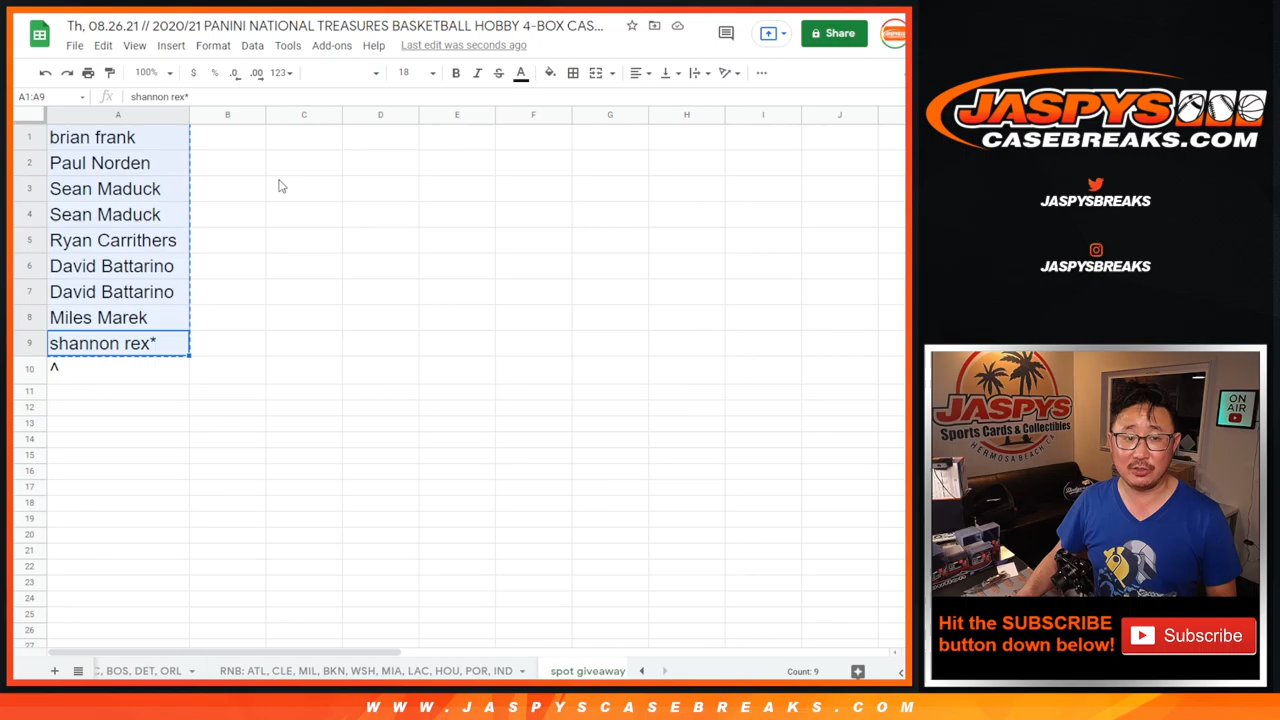 Th, 08.26.21 // 2020/21 PANINI NATIONAL TREASURES BASKETBALL HOBBY 4-BOX CAS...
Share
File Edit View Insert Format Data Tools Add-ons Help Last edit was seconds ago
100% $ % .0 .00 123 18 B I S A
A1:A9 fx shannon rex*
A B C D E F G H I J
1 brian frank
2 Paul Norden
3 Sean Maduck
4 Sean Maduck
5 Ryan Carrithers
6 David Battarino
7 David Battarino
8 Miles Marek
9 shannon rex*
10 ^
11
12
13
14
15
16
17
18
19
20
21
22
23
24
25
26
27
C, BOS, DET, ORL RNB: ATL, CLE, MIL, BKN, WSH, MIA, LAC, HOU, POR, IND spot giveaway Count: 9
JASPYS
CASEBREAKS.COM
JASPYSBREAKS
JASPYSBREAKS
JASPYS
Sports Cards & Collectibles
HERMOSA BEACH, CA
ON
AIR
Hit the SUBSCRIBE
button down below!
Subscribe
WWW.JASPYSCASEBREAKS.COM